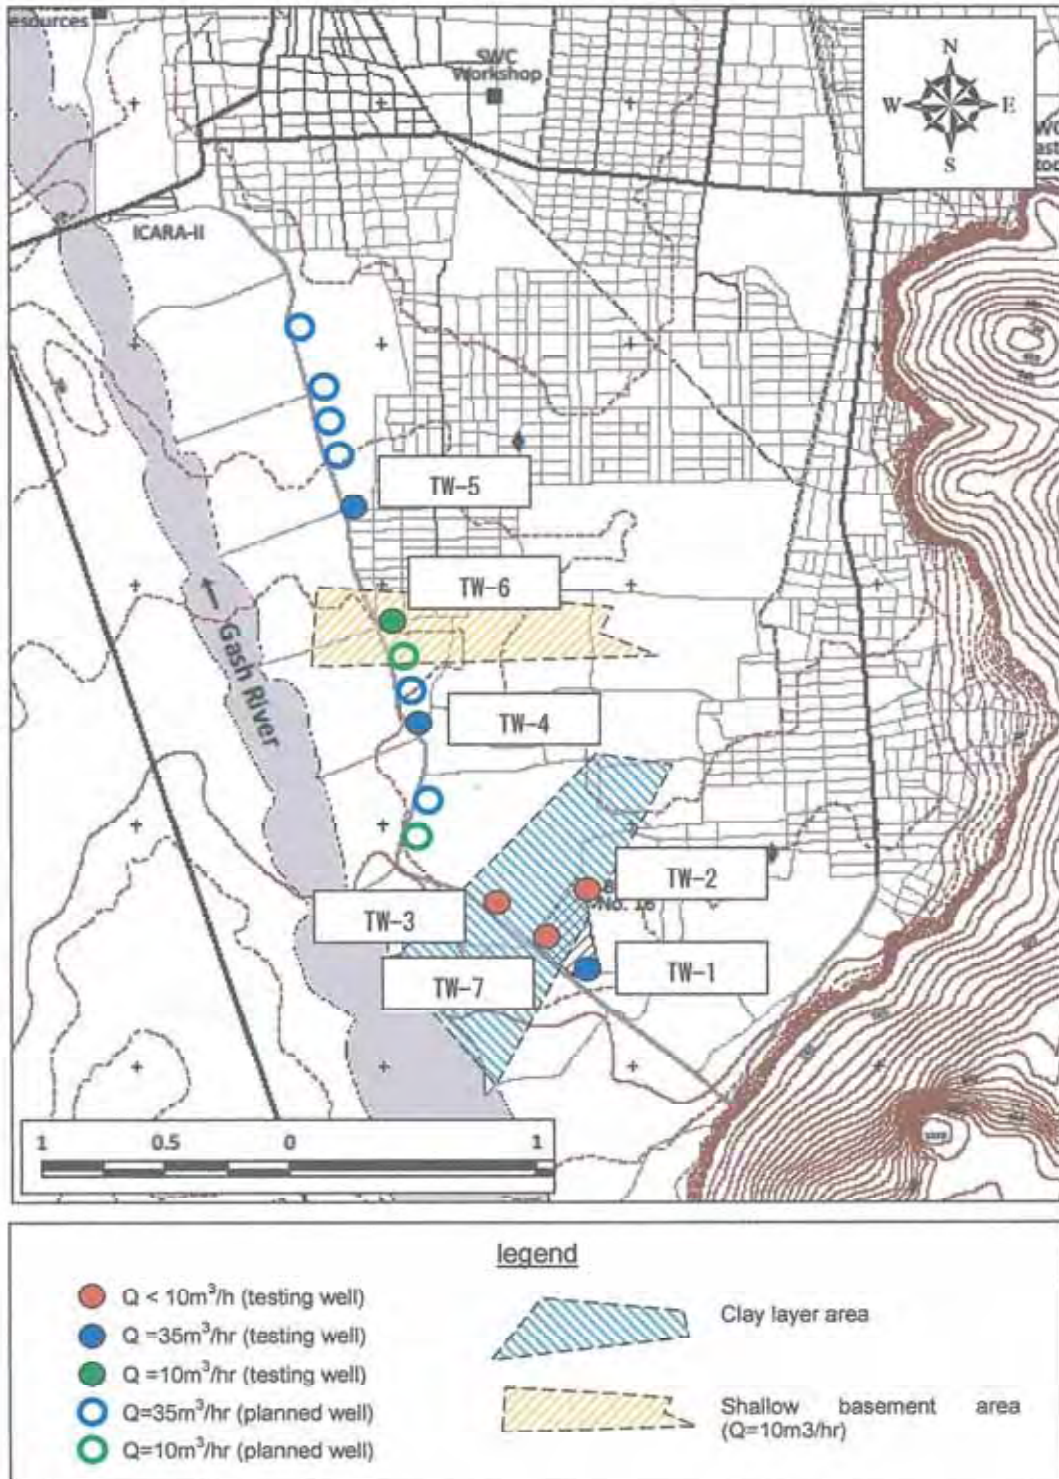 esources
SWC
Workshop
N
W E
S
ICARA-II
TW-5
TW-6
Gash River
TW-4
TW-2
No. 16
TW-3
TW-1
TW-7
1 0.5 0 1
legend
Q < 10m³/h (testing well)
Q =35m³/hr (testing well)
Q =10m³/hr (testing well)
Q=35m³/hr (planned well)
Q=10m³/hr (planned well)
Clay layer area
Shallow basement area
(Q=10m3/hr)